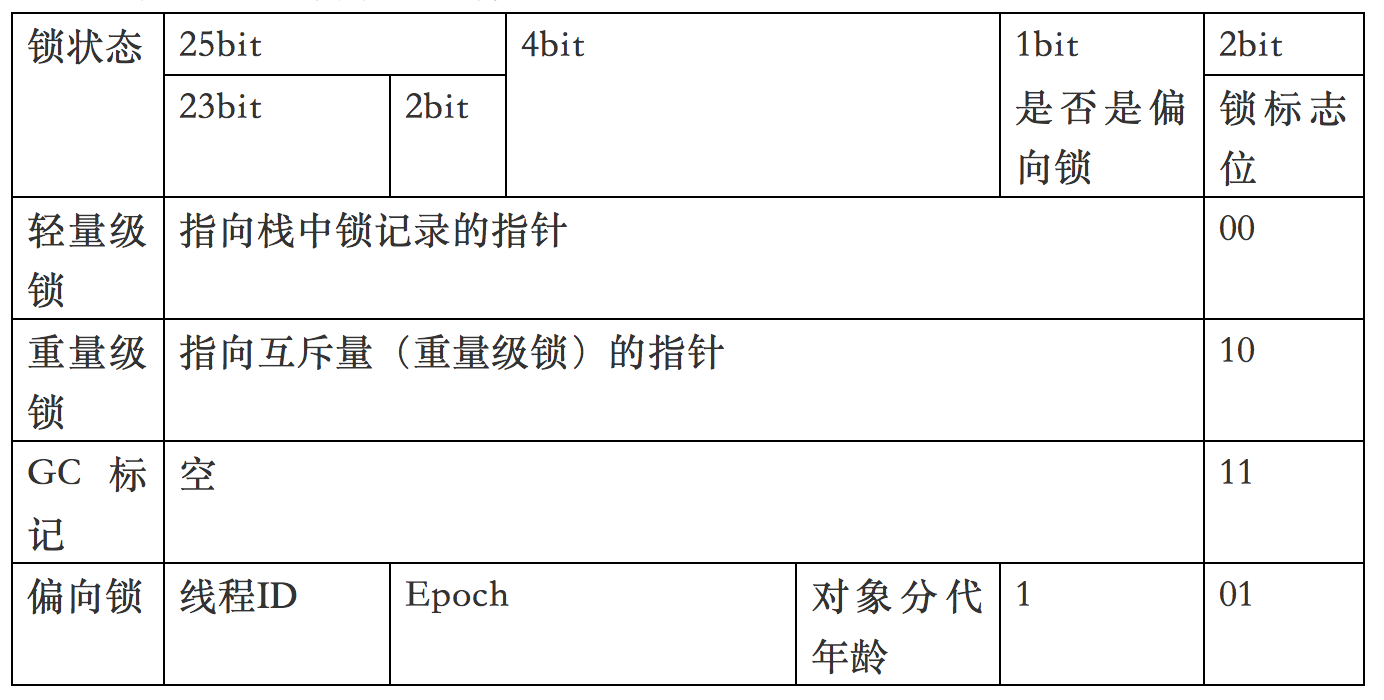 锁状态 25bit 4bit 1bit 2bit
23bit 2bit 是否是偏 锁标志
向锁 位
轻量级 指向栈中锁记录的指针 00
锁
重量级 指向互斥量（重量级锁）的指针 10
锁
GC 标 空 11
记
偏向锁 线程ID Epoch 对象分代 1 01
年龄